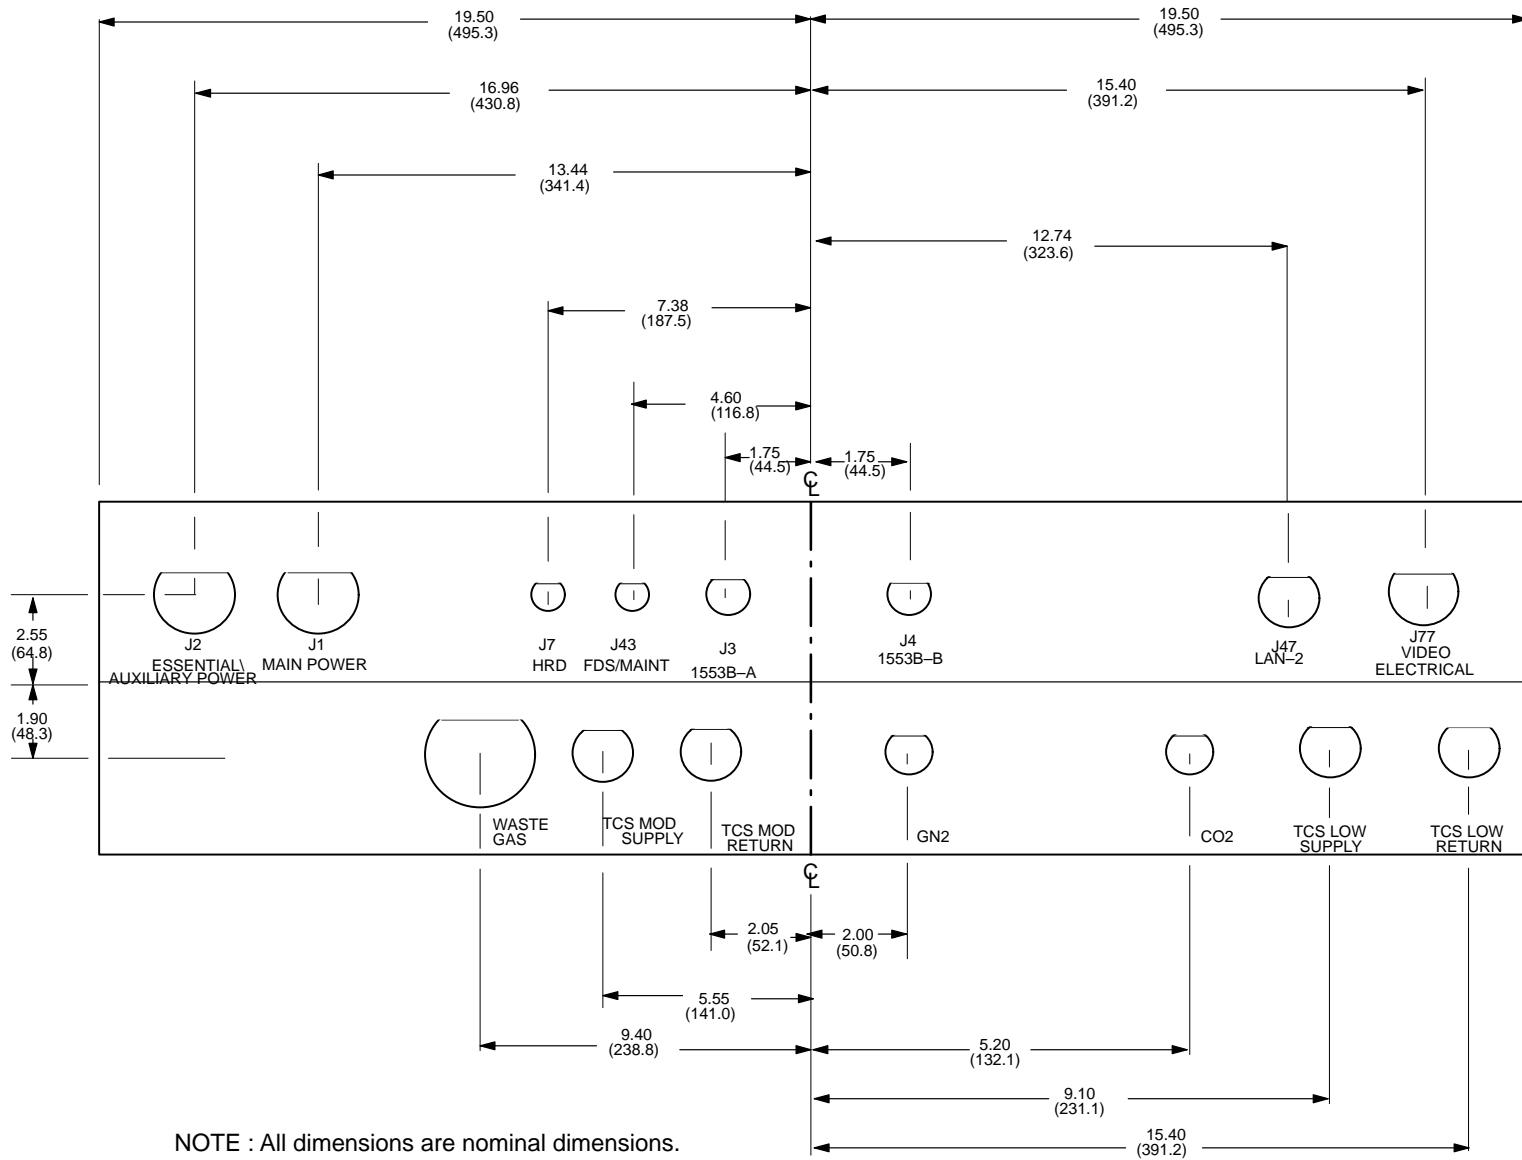 19.50
(495.3)
19.50
(495.3)
16.96
(430.8)
15.40
(391.2)
13.44
(341.4)
12.74
(323.6)
7.38
(187.5)
4.60
(116.8)
1.75
(44.5)
1.75
(44.5)
CL
2.55
(64.8)
J2
ESSENTIAL\
AUXILIARY POWER
J1
MAIN POWER
J7
HRD
J43
FDS/MAINT
J3
1553B–A
J4
1553B–B
J47
LAN–2
J77
VIDEO
ELECTRICAL
1.90
(48.3)
WASTE
GAS
TCS MOD
SUPPLY
TCS MOD
RETURN
GN2
CO2
TCS LOW
SUPPLY
TCS LOW
RETURN
CL
2.05
(52.1)
2.00
(50.8)
5.55
(141.0)
9.40
(238.8)
5.20
(132.1)
9.10
(231.1)
15.40
(391.2)
NOTE : All dimensions are nominal dimensions.